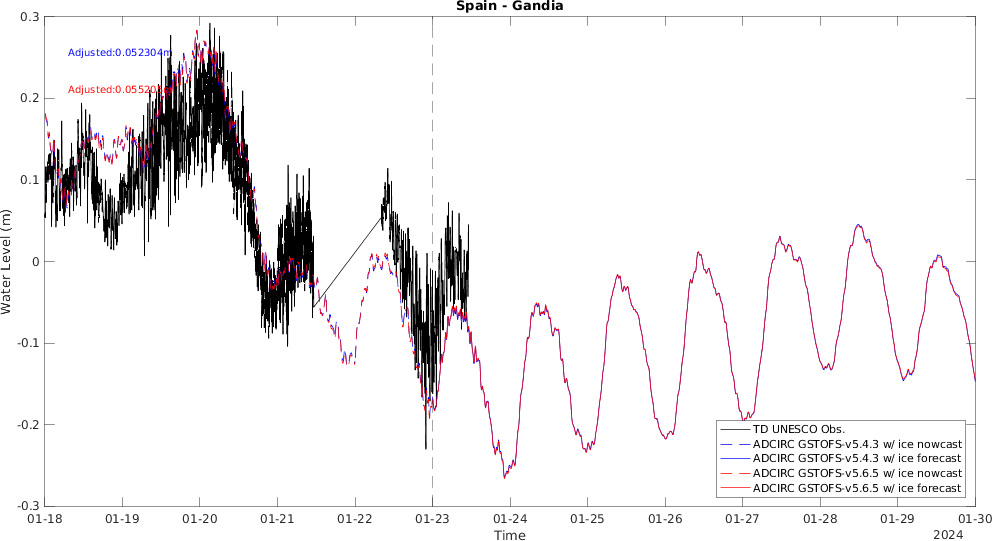 Spain - Gandia
0.3
0.2
0.1
0
-0.1
-0.2
-0.3
Water Level (m)
Adjusted:0.052304m
Adjusted:0.055205m
TD UNESCO Obs.
ADCIRC GSTOFS-v5.4.3 w/ ice nowcast
ADCIRC GSTOFS-v5.4.3 w/ ice forecast
ADCIRC GSTOFS-v5.6.5 w/ ice nowcast
ADCIRC GSTOFS-v5.6.5 w/ ice forecast
01-18 01-19 01-20 01-21 01-22 01-23 01-24 01-25 01-26 01-27 01-28 01-29 01-30
Time
2024